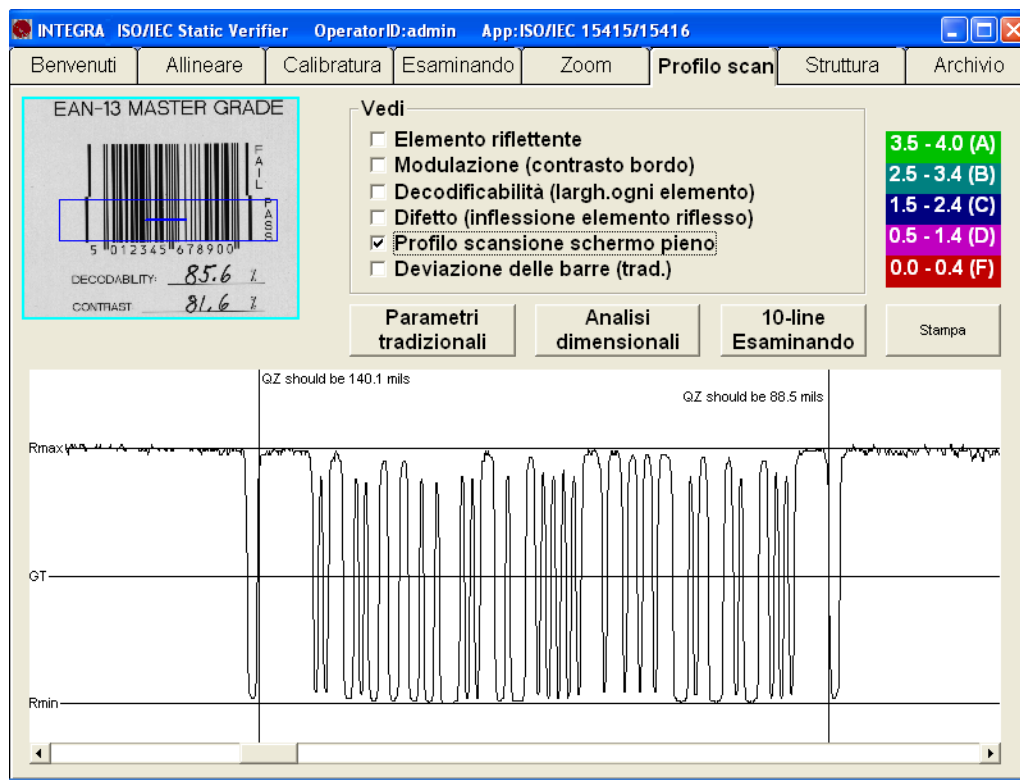 INTEGRA ISO/IEC Static Verifier OperatorID:admin App:ISO/IEC 15415/15416
Benvenuti Allineare Calibratura Esaminando Zoom Profilo scan Struttura Archivio
EAN-13 MASTER GRADE
FAIL
PASS
5 012345 678900
DECODABLITY: 85.6 %
CONTRAST 81.6 %
Vedi
Elemento riflettente
Modulazione (contrasto bordo)
Decodificabilità (largh.ogni elemento)
Difetto (inflessione elemento riflesso)
Profilo scansione schermo pieno
Deviazione delle barre (trad.)
3.5 - 4.0 (A)
2.5 - 3.4 (B)
1.5 - 2.4 (C)
0.5 - 1.4 (D)
0.0 - 0.4 (F)
Parametri
tradizionali
Analisi
dimensionali
10-line
Esaminando
Stampa
QZ should be 140.1 mils
QZ should be 88.5 mils
Rmax
GT
Rmin